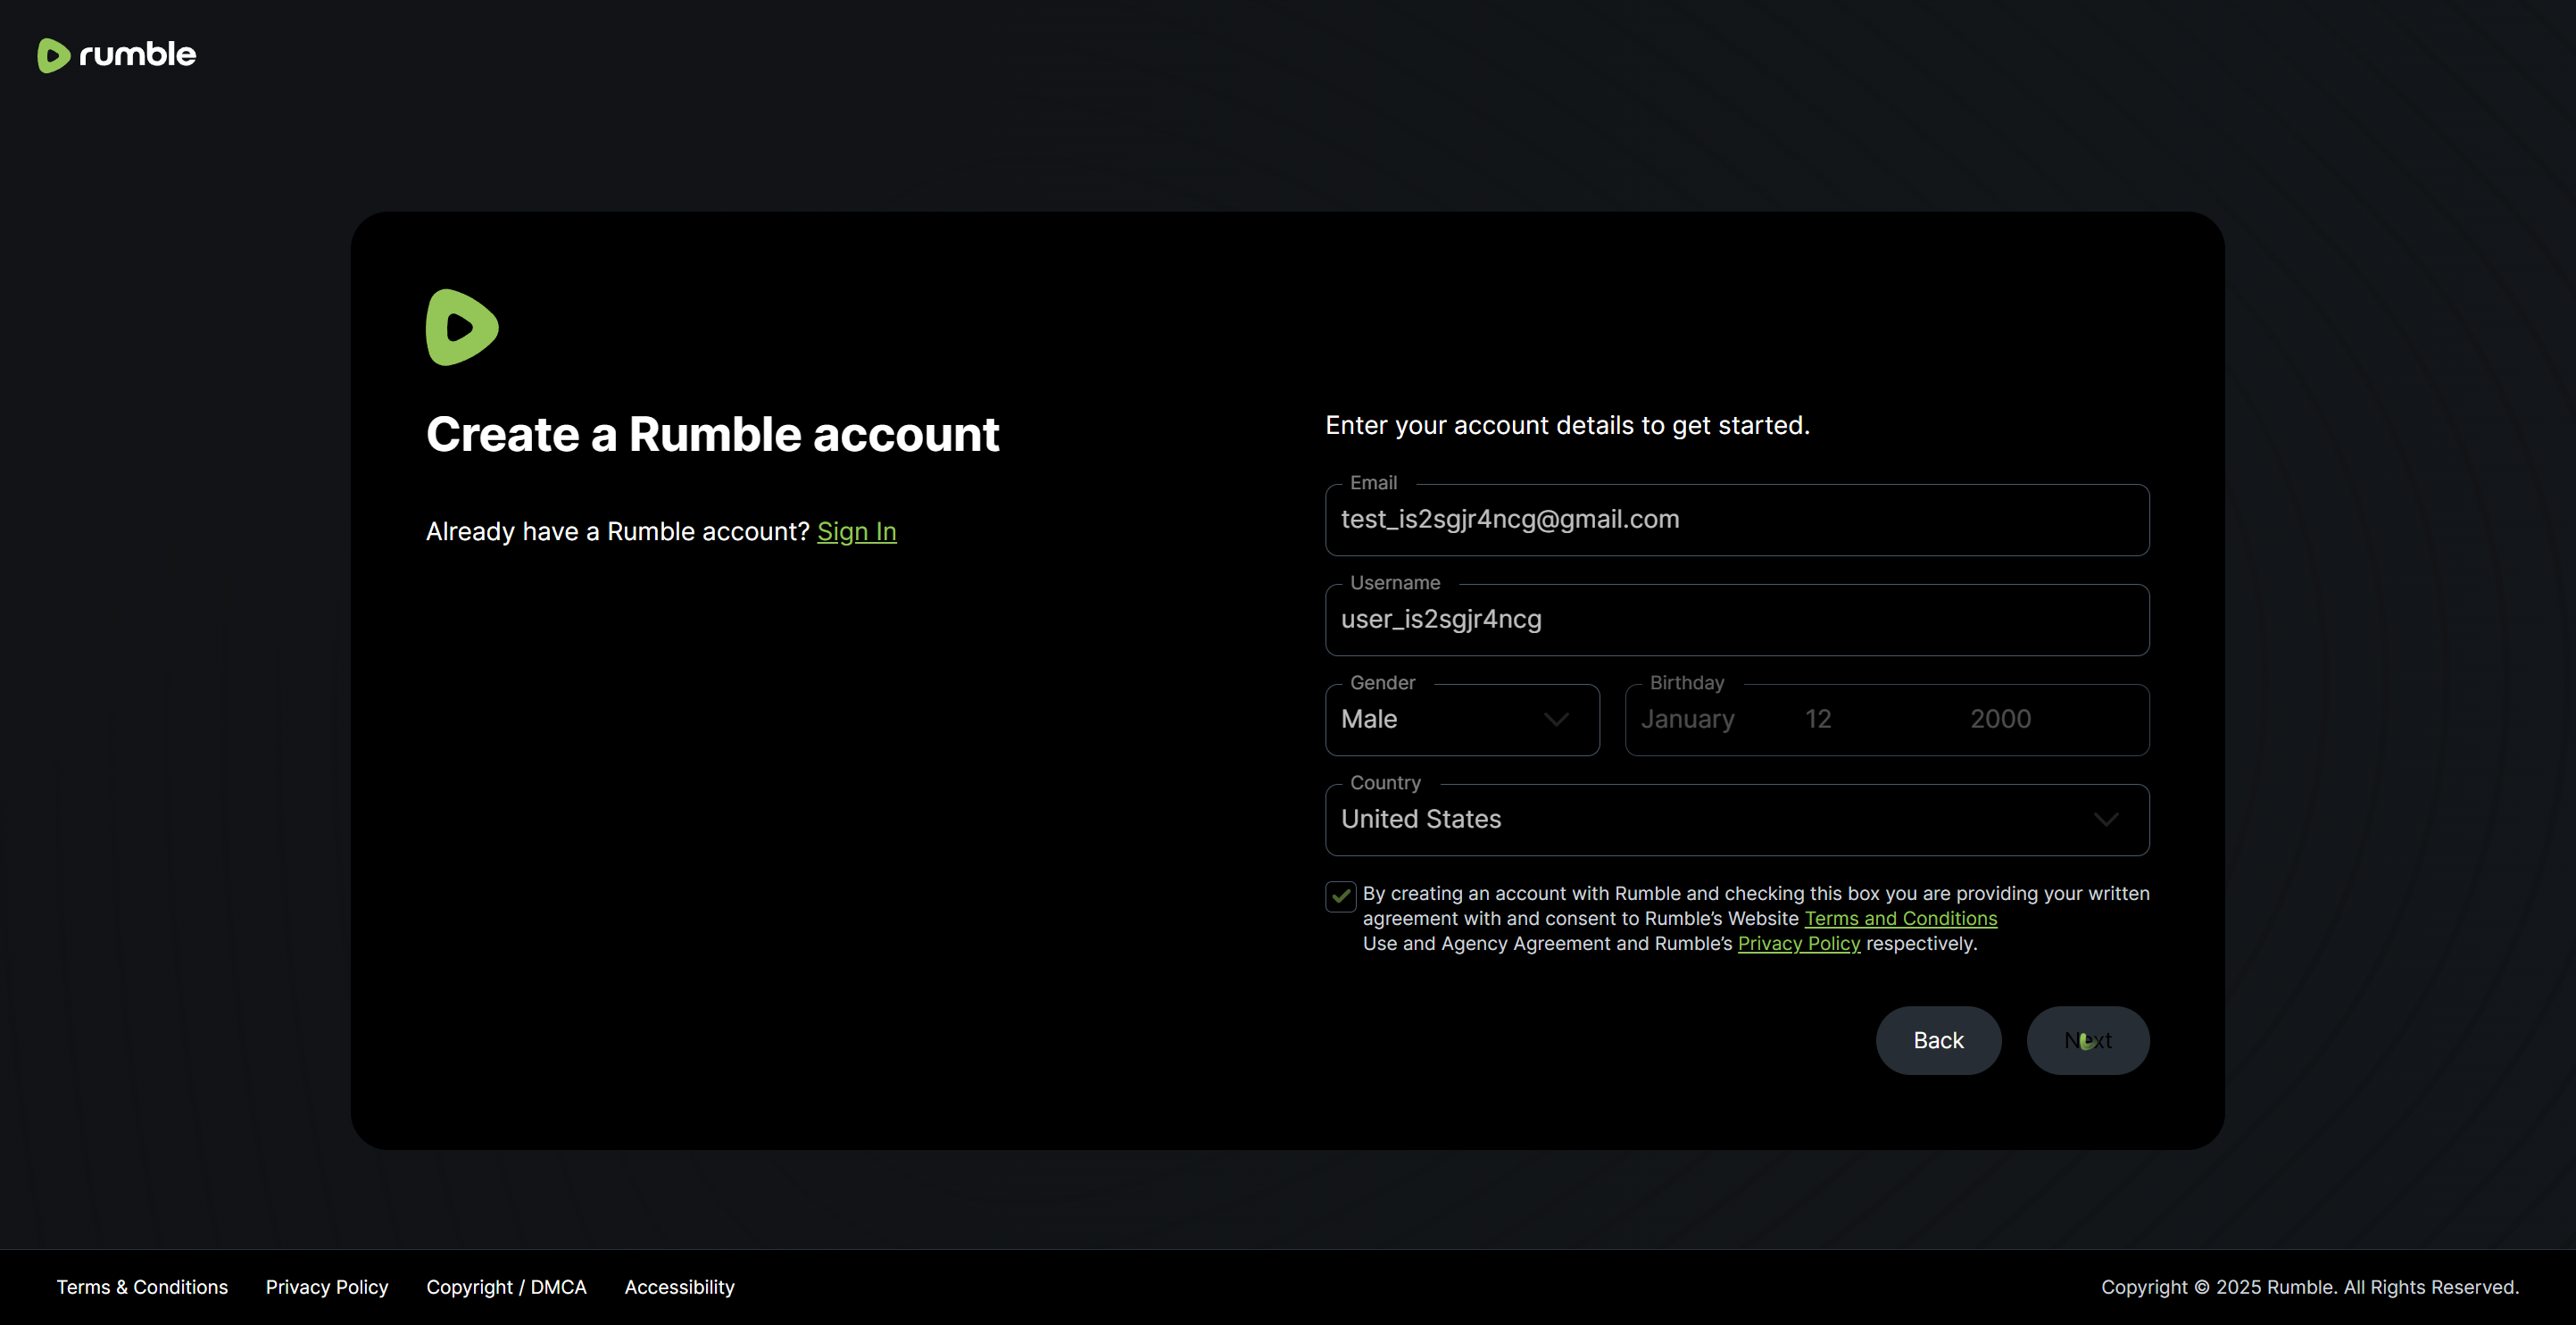 rumble
Create a Rumble account
Already have a Rumble account? Sign In
Enter your account details to get started.
Email
test_is2sgjr4ncg@gmail.com
Username
user_is2sgjr4ncg
Gender
Male
Birthday
January 12 2000
Country
United States
By creating an account with Rumble and checking this box you are providing your written
agreement with and consent to Rumble’s Website Terms and Conditions
Use and Agency Agreement and Rumble’s Privacy Policy respectively.
Back
Next
Terms & Conditions Privacy Policy Copyright / DMCA Accessibility
Copyright © 2025 Rumble. All Rights Reserved.